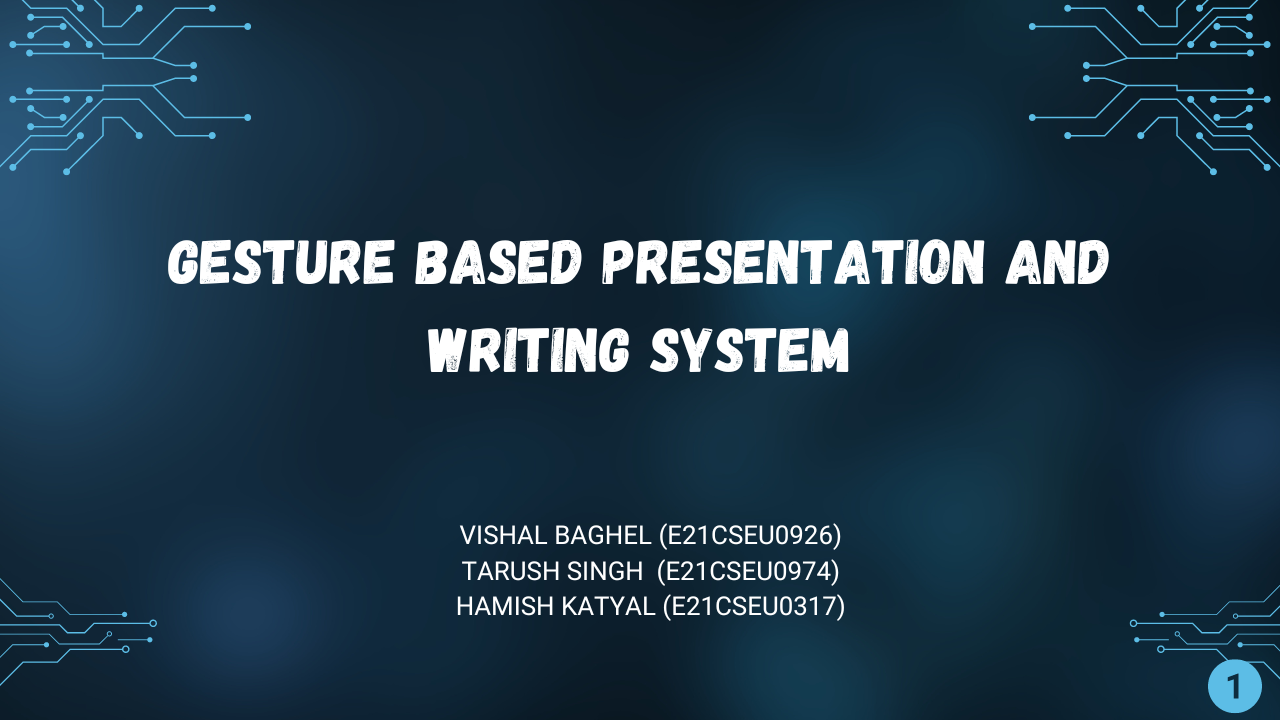 GESTURE BASED PRESENTATION AND
WRITING SYSTEM
VISHAL BAGHEL (E21CSEU0926)
TARUSH SINGH (E21CSEU0974)
HAMISH KATYAL (E21CSEU0317)
1